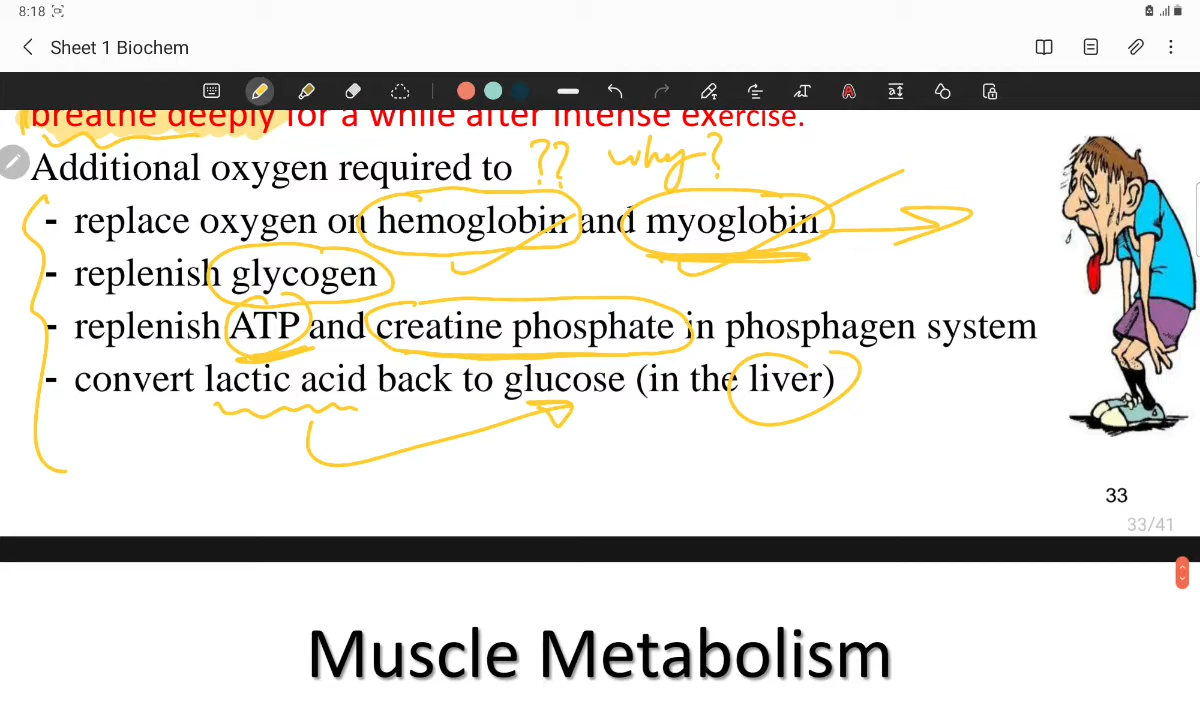 8:18
Sheet 1 Biochem
breathe deeply for a while after intense exercise.
Additional oxygen required to ?? why?
- replace oxygen on hemoglobin and myoglobin
- replenish glycogen
- replenish ATP and creatine phosphate in phosphagen system
- convert lactic acid back to glucose (in the liver)
33
33/41
Muscle Metabolism